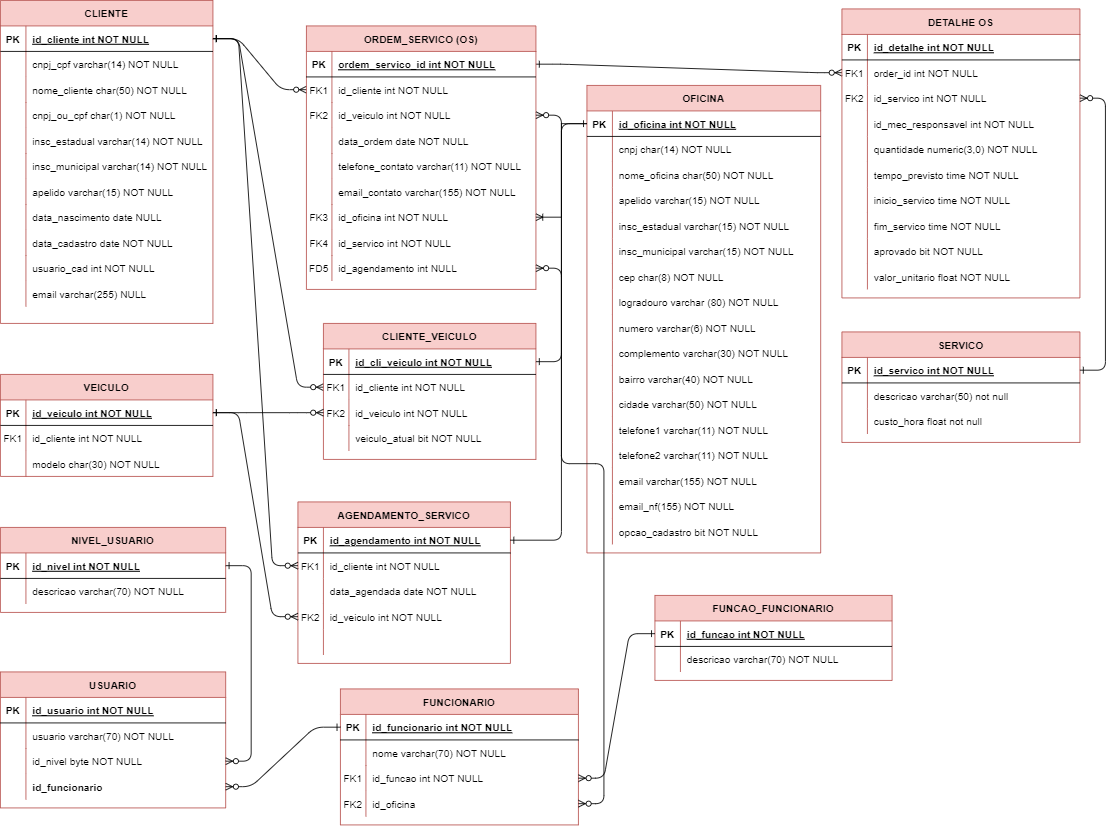 CLIENTE
PK id_cliente int NOT NULL
cnpj_cpf varchar(14) NOT NULL
nome_cliente char(50) NOT NULL
cnpj_ou_cpf char(1) NOT NULL
insc_estadual varchar(14) NOT NULL
insc_municipal varchar(14) NOT NULL
apelido varchar(15) NOT NULL
data_nascimento date NULL
data_cadastro date NOT NULL
usuario_cad int NOT NULL
email varchar(255) NULL
ORDEM_SERVICO (OS)
PK ordem_servico_id int NOT NULL
FK1 id_cliente int NOT NULL
FK2 id_veiculo int NOT NULL
data_ordem date NOT NULL
telefone_contato varchar(11) NOT NULL
email_contato varchar(155) NOT NULL
FK3 id_oficina int NOT NULL
FK4 id_servico int NOT NULL
FD5 id_agendamento int NULL
OFICINA
PK id_oficina int NOT NULL
cnpj char(14) NOT NULL
nome_oficina char(50) NOT NULL
apelido varchar(15) NOT NULL
insc_estadual varchar(15) NOT NULL
insc_municipal varchar(15) NOT NULL
cep char(8) NOT NULL
logradouro varchar (80) NOT NULL
numero varchar(6) NOT NULL
complemento varchar(30) NOT NULL
bairro varchar(40) NOT NULL
cidade varchar(50) NOT NULL
telefone1 varchar(11) NOT NULL
telefone2 varchar(11) NOT NULL
email varchar(155) NOT NULL
email_nf(155) NOT NULL
opcao_cadastro bit NOT NULL
DETALHE OS
PK id_detalhe int NOT NULL
FK1 order_id int NOT NULL
FK2 id_servico int NOT NULL
id_mec_responsavel int NOT NULL
quantidade numeric(3,0) NOT NULL
tempo_previsto time NOT NULL
inicio_servico time NOT NULL
fim_servico time NOT NULL
aprovado bit NOT NULL
valor_unitario float NOT NULL
SERVICO
PK id_servico int NOT NULL
descricao varchar(50) not null
custo_hora float not null
CLIENTE_VEICULO
PK id_cli_veiculo int NOT NULL
FK1 id_cliente int NOT NULL
FK2 id_veiculo int NOT NULL
veiculo_atual bit NOT NULL
VEICULO
PK id_veiculo int NOT NULL
FK1 id_cliente int NOT NULL
modelo char(30) NOT NULL
AGENDAMENTO_SERVICO
PK id_agendamento int NOT NULL
FK1 id_cliente int NOT NULL
data_agendada date NOT NULL
FK2 id_veiculo int NOT NULL
NIVEL_USUARIO
PK id_nivel int NOT NULL
descricao varchar(70) NOT NULL
FUNCAO_FUNCIONARIO
PK id_funcao int NOT NULL
descricao varchar(70) NOT NULL
USUARIO
PK id_usuario int NOT NULL
usuario varchar(70) NOT NULL
id_nivel byte NOT NULL
id_funcionario
FUNCIONARIO
PK id_funcionario int NOT NULL
nome varchar(70) NOT NULL
FK1 id_funcao int NOT NULL
FK2 id_oficina